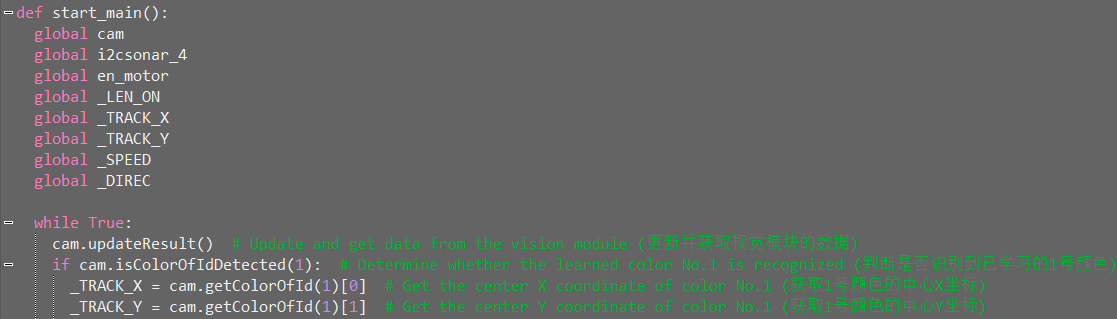 def start_main():
global cam
global i2csonar_4
global en_motor
global _LEN_ON
global _TRACK_X
global _TRACK_Y
global _SPEED
global _DIREC
while True:
cam.updateResult()  # Update and get data from the vision module (更新并获取视觉模块的数据)
if cam.isColorOfIdDetected(1):  # Determine whether the learned color No.1 is recognized (判断是否识别到已学习的1号颜色)
_TRACK_X = cam.getColorOfId(1)[0]  # Get the center X coordinate of color No.1 (获取1号颜色的中心X坐标)
_TRACK_Y = cam.getColorOfId(1)[1]  # Get the center Y coordinate of color No.1 (获取1号颜色的中心Y坐标)